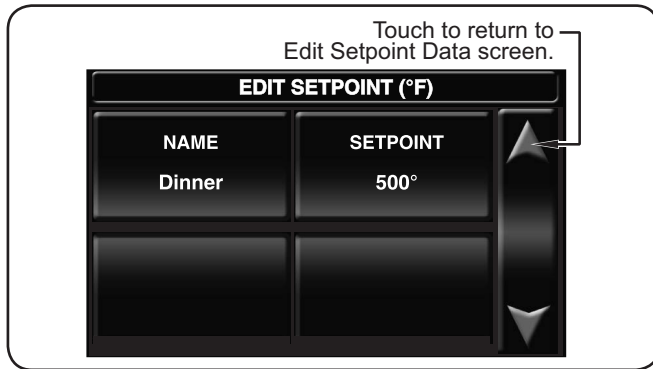 Touch to return to
Edit Setpoint Data screen.
EDIT SETPOINT (°F)
NAME
Dinner
SETPOINT
500°